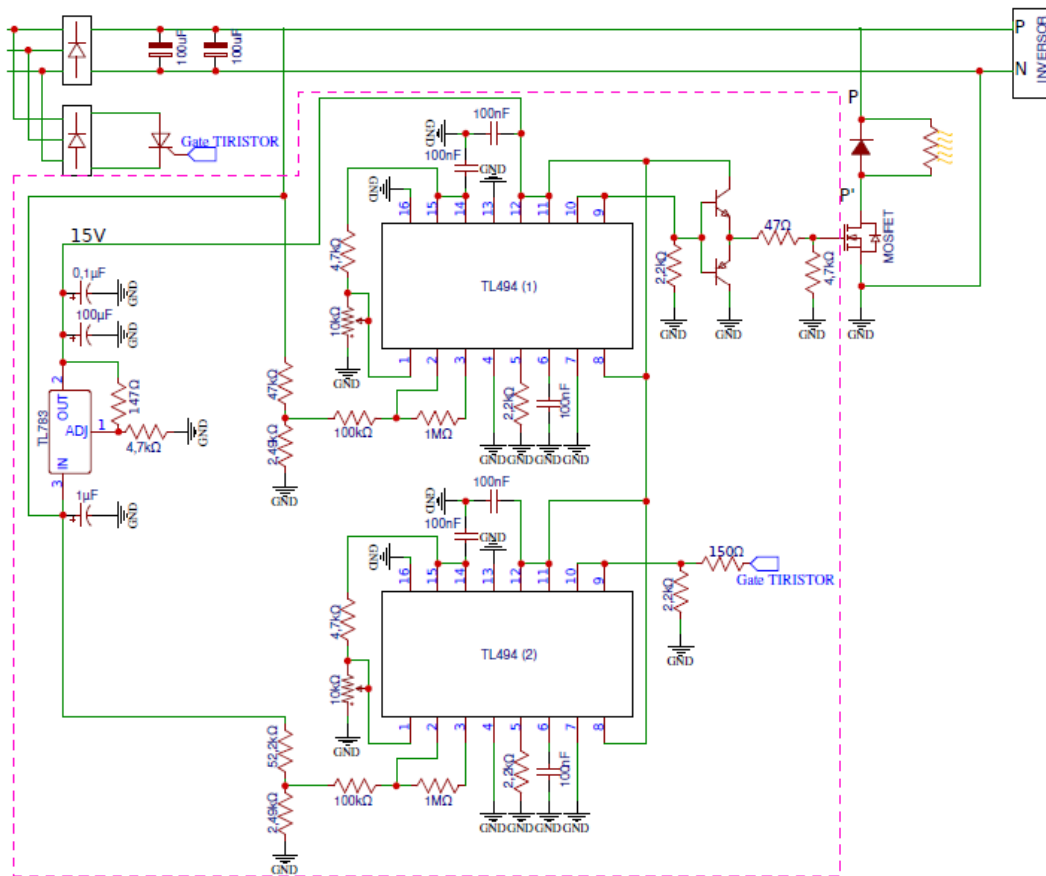 P
N
INVERSOR
100uF
100uF
Gate TIRISTOR
P
P'
MOSFET
15V
0,1µF
GND
100µF
GND
TL783
OUT
ADJ
IN
2
1
3
147Ω
4,7kΩ
GND
1µF
GND
47kΩ
2,49kΩ
GND
100kΩ
1MΩ
GND
100nF
100nF
GND
GND
4,7kΩ
10kΩ
GND
16
15
14
13
12
11
10
9
TL494 (1)
1
2
3
4
5
6
7
8
2,2kΩ
100nF
GND
GND
GND
GND
2,2kΩ
GND
GND
47Ω
4,7kΩ
GND
GND
GND
100nF
100nF
GND
GND
4,7kΩ
10kΩ
GND
16
15
14
13
12
11
10
9
TL494 (2)
1
2
3
4
5
6
7
8
150Ω
Gate TIRISTOR
2,2kΩ
GND
52,2kΩ
2,49kΩ
GND
100kΩ
1MΩ
2,2kΩ
100nF
GND
GND
GND
GND